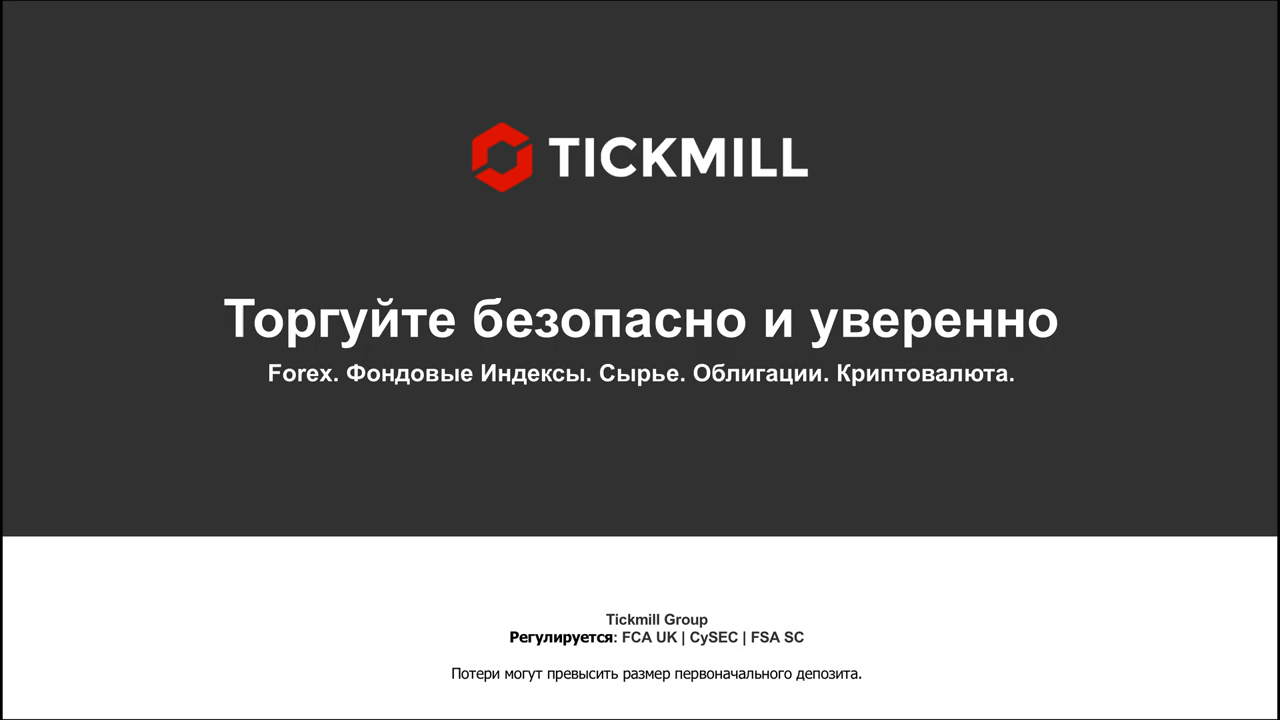 TICKMILL
Торгуйте безопасно и уверенно
Forex. Фондовые Индексы. Сырье. Облигации. Криптовалюта.
Tickmill Group
Регулируется: FCA UK | CySEC | FSA SC
Потери могут превысить размер первоначального депозита.